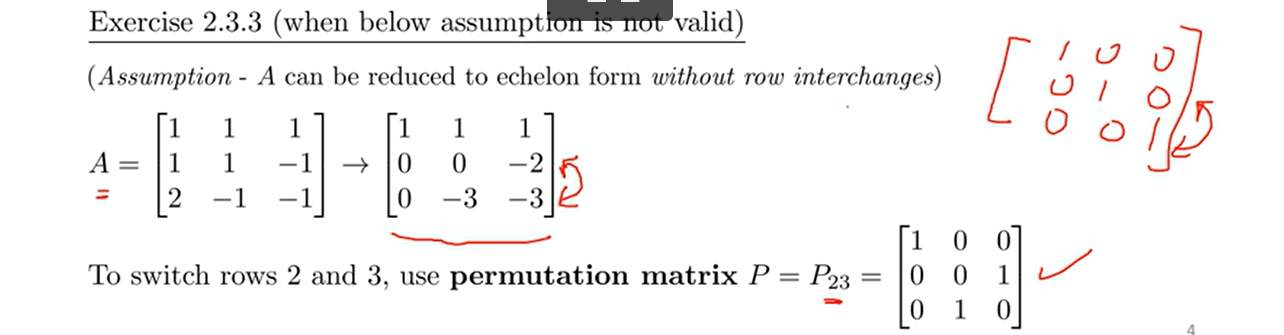 Exercise 2.3.3 (when below assumption is not valid)
(Assumption - A can be reduced to echelon form without row interchanges)
A = [1 1 1; 1 1 −1; 2 −1 −1] → [1 1 1; 0 0 −2; 0 −3 −3]
[1 0 0; 0 1 0; 0 0 1]
To switch rows 2 and 3, use permutation matrix P = P₂₃ = [1 0 0; 0 0 1; 0 1 0]
4